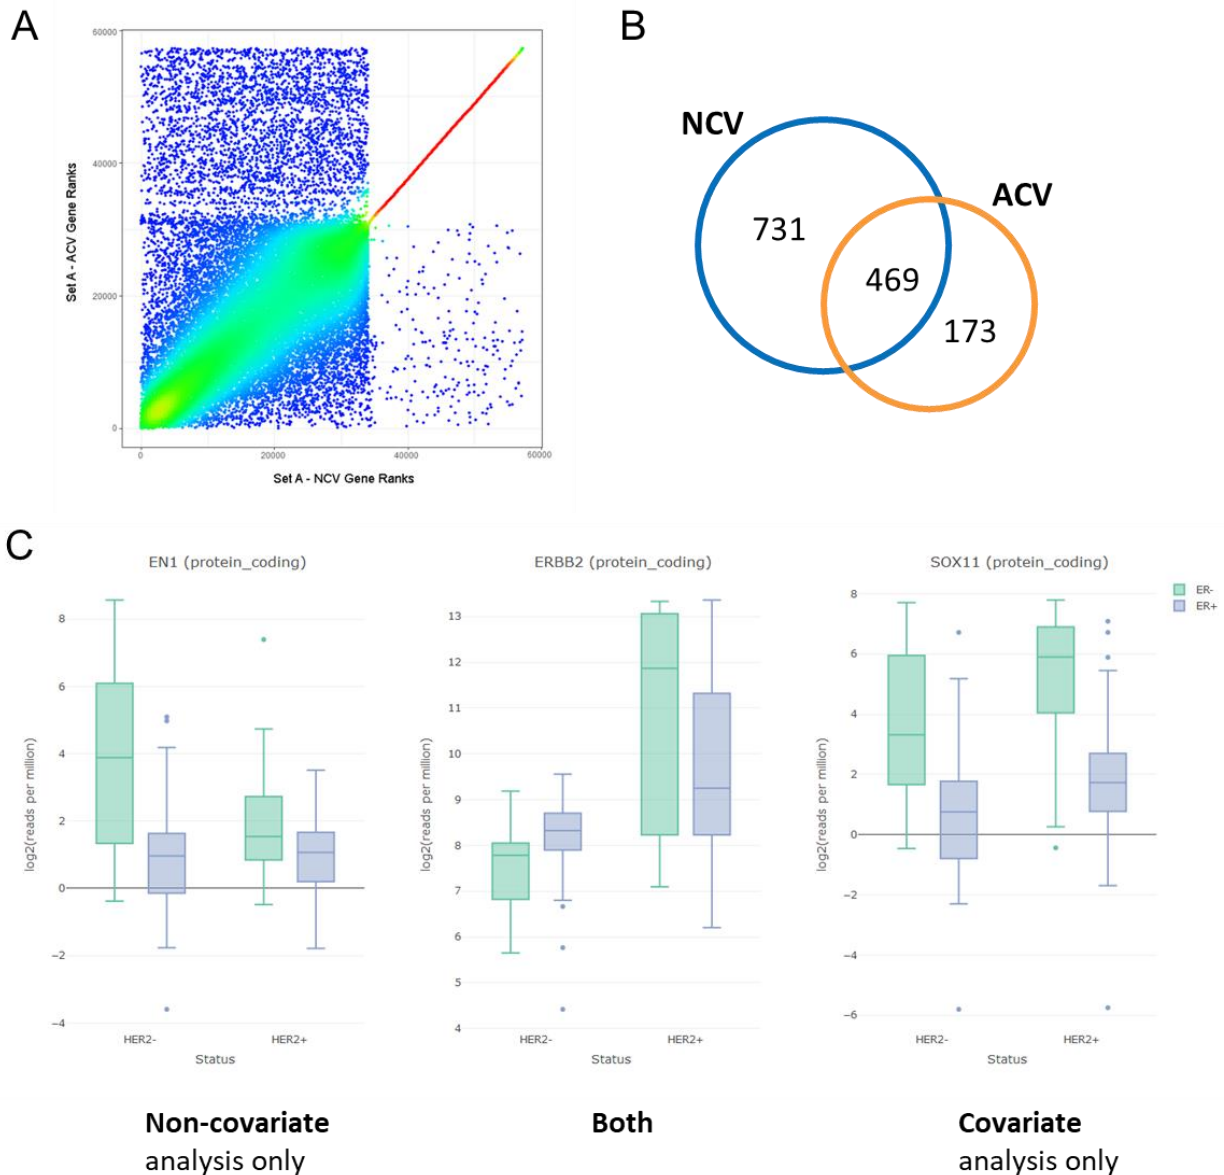 A
60000
40000
20000
0
Set A - ACV Gene Ranks
0
20000
40000
60000
Set A - NCV Gene Ranks
B
NCV
ACV
731
469
173
C
EN1 (protein_coding)
8
6
4
2
0
−2
−4
log2(reads per million)
HER2-
HER2+
Status
ERBB2 (protein_coding)
13
12
11
10
9
8
7
6
5
4
log2(reads per million)
HER2-
HER2+
Status
SOX11 (protein_coding)
8
6
4
2
0
−2
−4
−6
log2(reads per million)
HER2-
HER2+
Status
ER-
ER+
Non-covariate
analysis only
Both
Covariate
analysis only